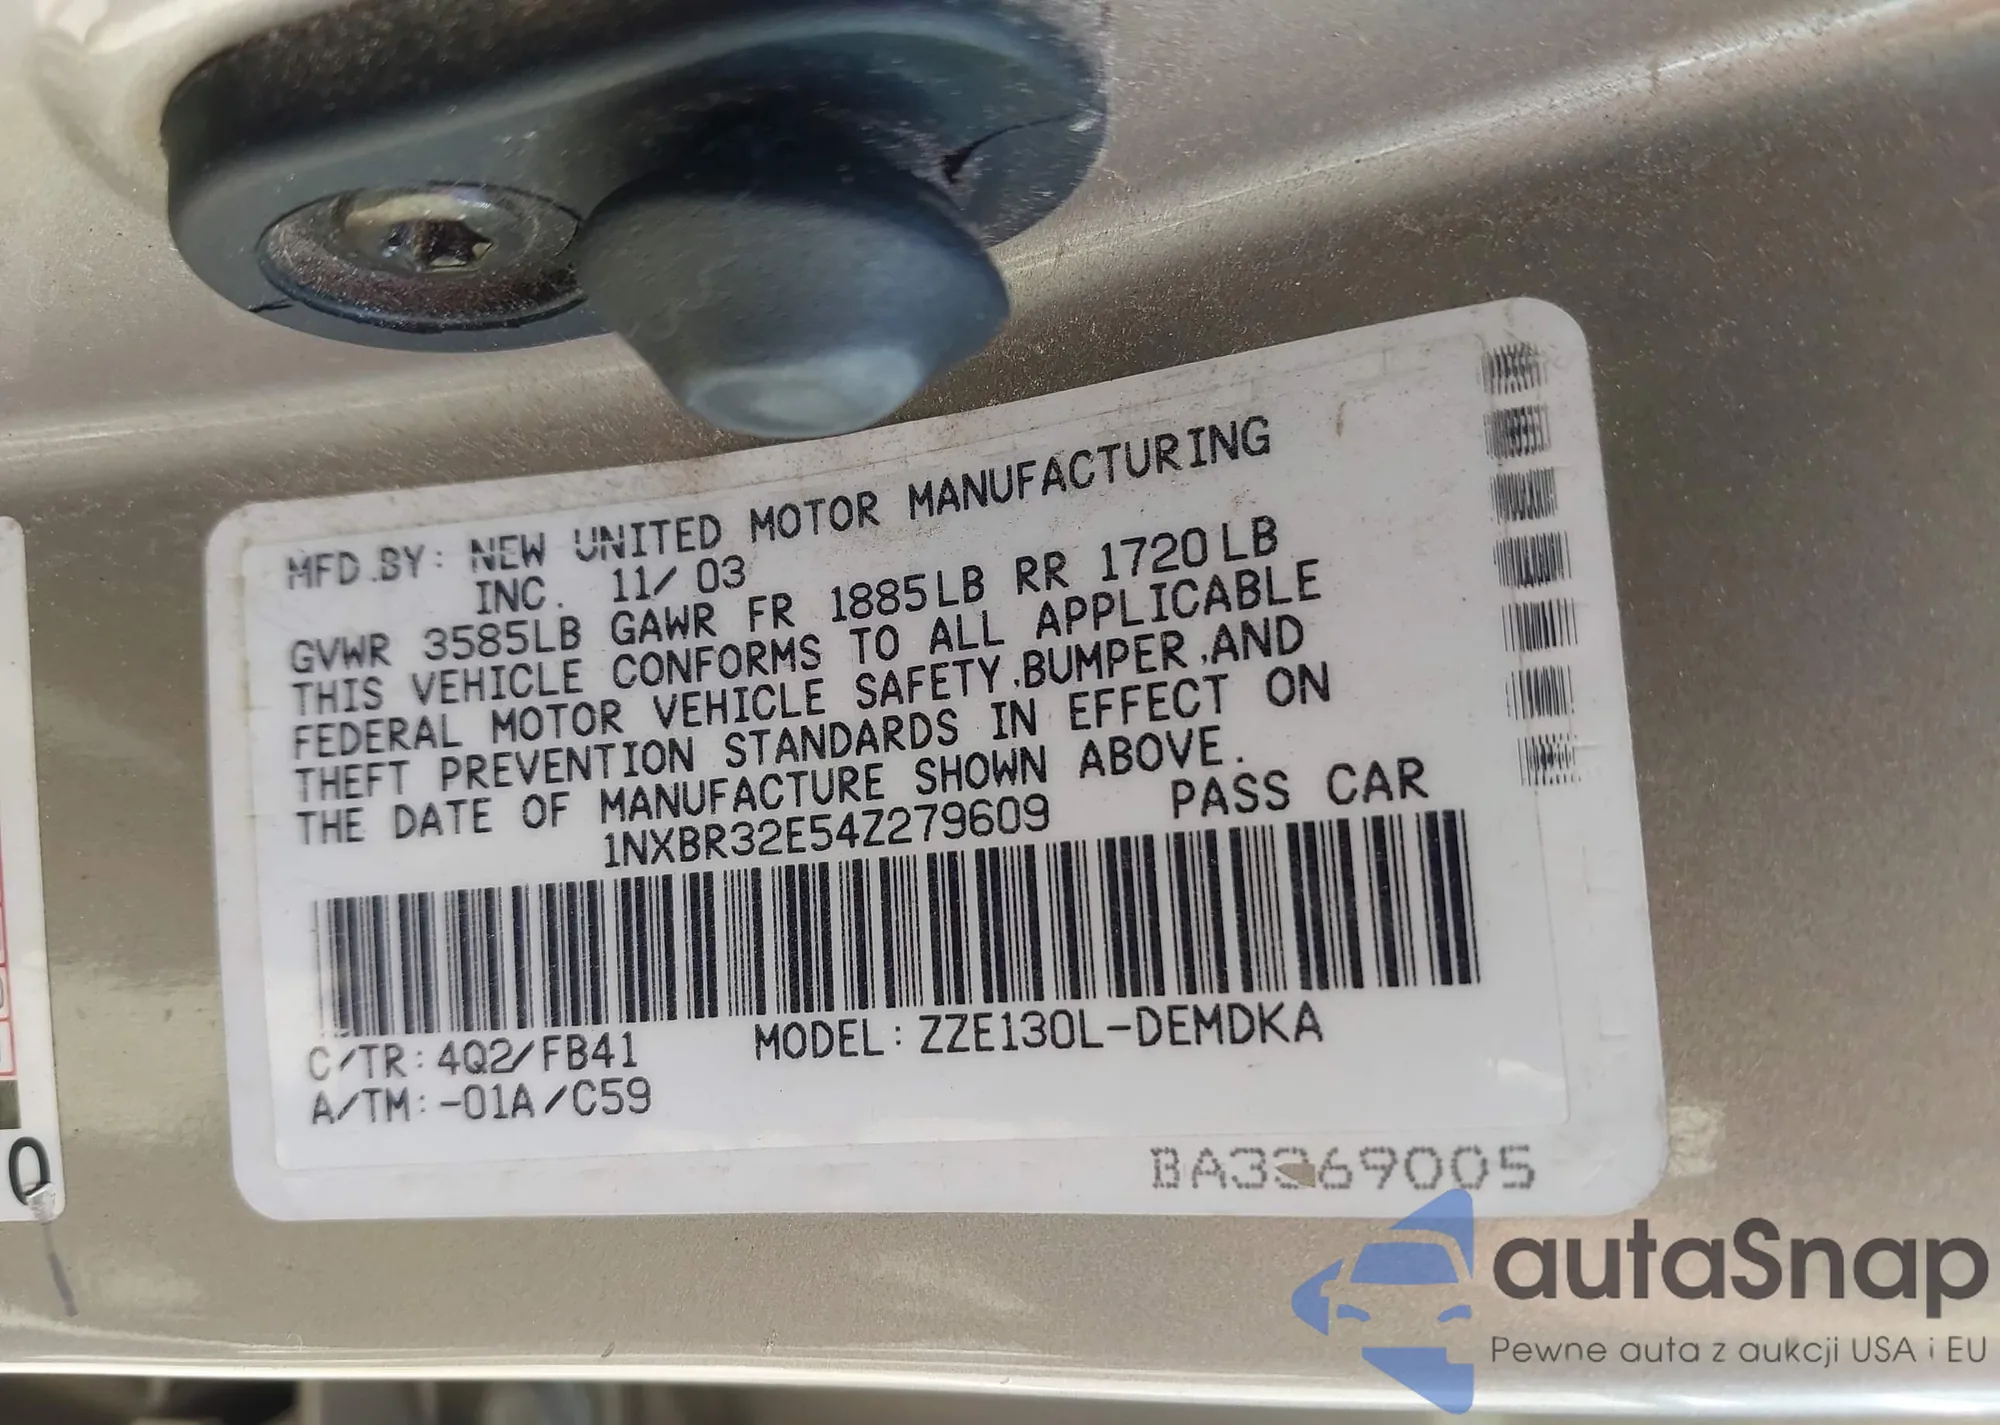 MFD.BY: NEW UNITED MOTOR MANUFACTURING
INC. 11/03
GVWR 3585LB GAWR FR 1885LB RR 1720LB
THIS VEHICLE CONFORMS TO ALL APPLICABLE
FEDERAL MOTOR VEHICLE SAFETY,BUMPER,AND
THEFT PREVENTION STANDARDS IN EFFECT ON
THE DATE OF MANUFACTURE SHOWN ABOVE.
1NXBR32E54Z279609 PASS CAR
C/TR:4Q2/FB41 MODEL:ZZE130L-DEMDKA
A/TM:-01A/C59
autaSnap
Pewne auta z aukcji USA i EU